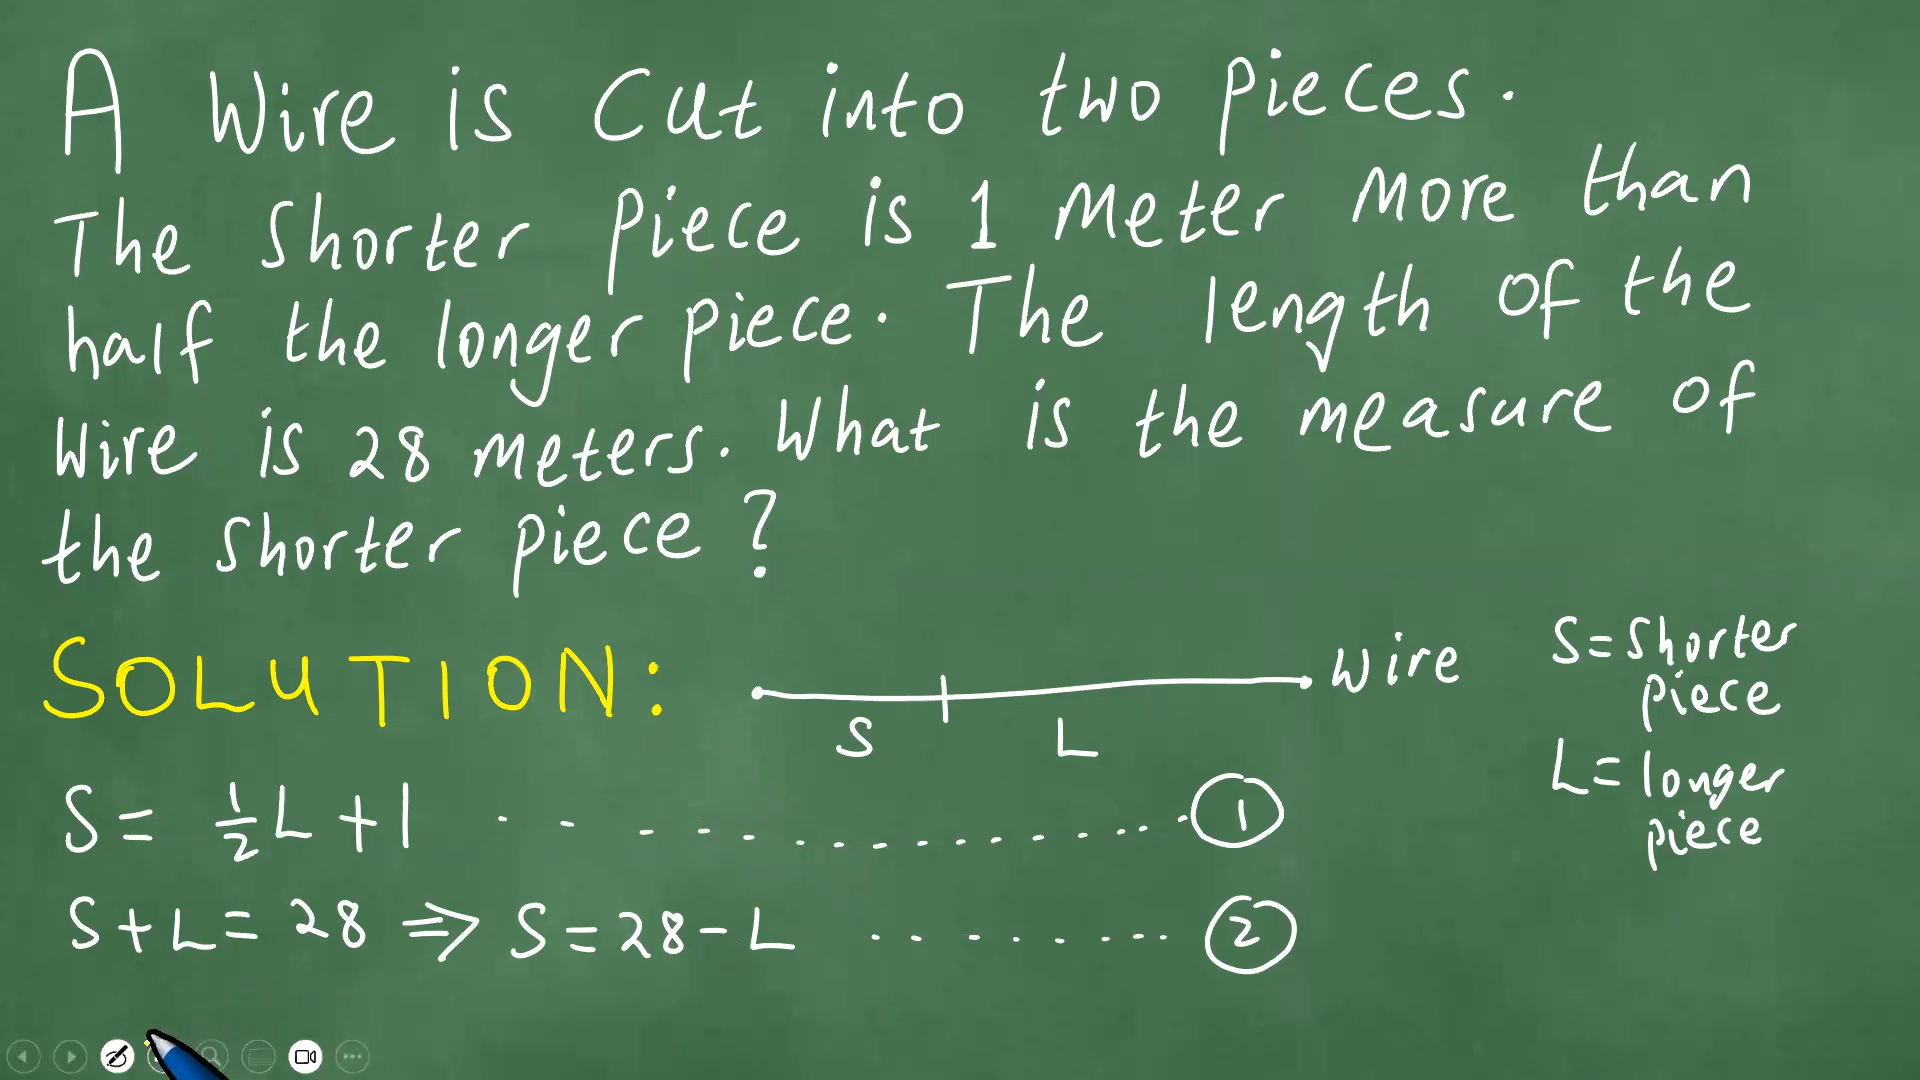 A Wire is Cut into two pieces.
The Shorter Piece is 1 Meter More than
half the longer piece. The length of the
Wire is 28 meters. What is the measure of
the Shorter piece?
SOLUTION:
Wire
S L
S = Shorter
piece
L = longer
piece
S = 1/2 L + 1 . . . . . . . . . . . . . . . . 1
S + L = 28 ⇒ S = 28 - L . . . . . . . . 2